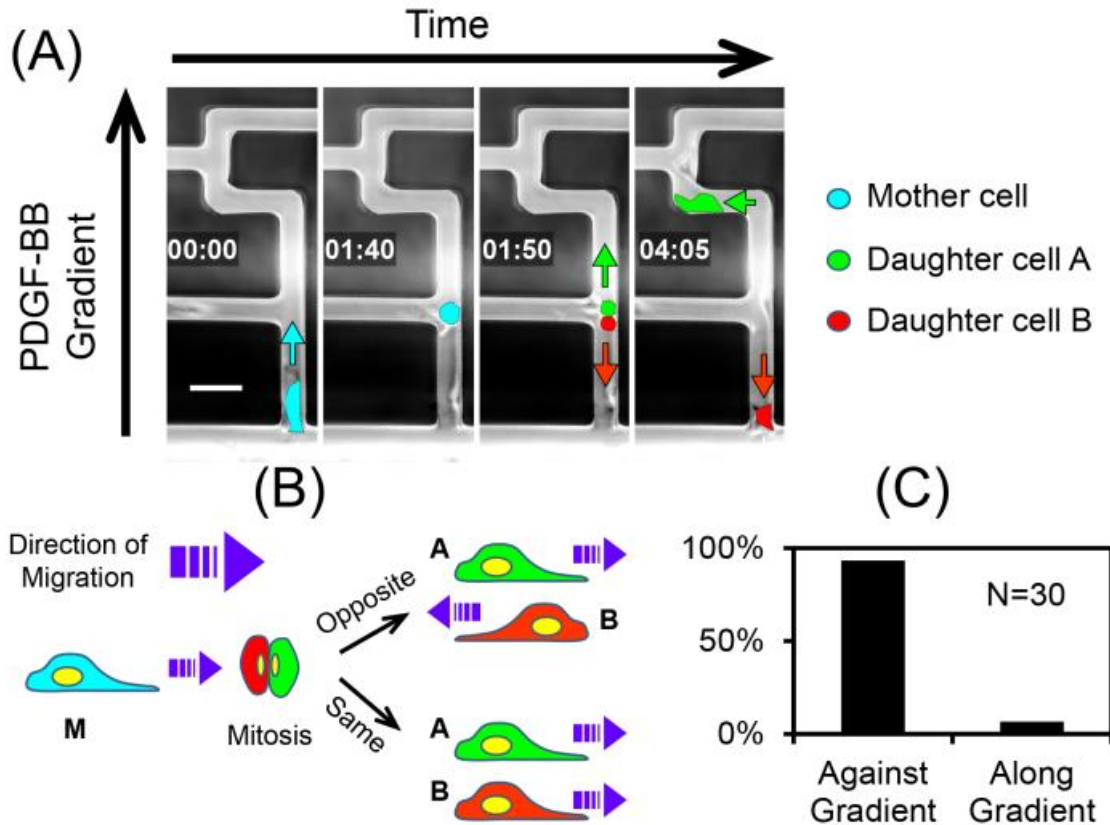 (A)
Time
PDGF-BB
Gradient
00:00
01:40
01:50
04:05
Mother cell
Daughter cell A
Daughter cell B
(B)
Direction of
Migration
M
Mitosis
Opposite
Same
A
B
A
B
(C)
100%
50%
0%
N=30
Against
Gradient
Along
Gradient